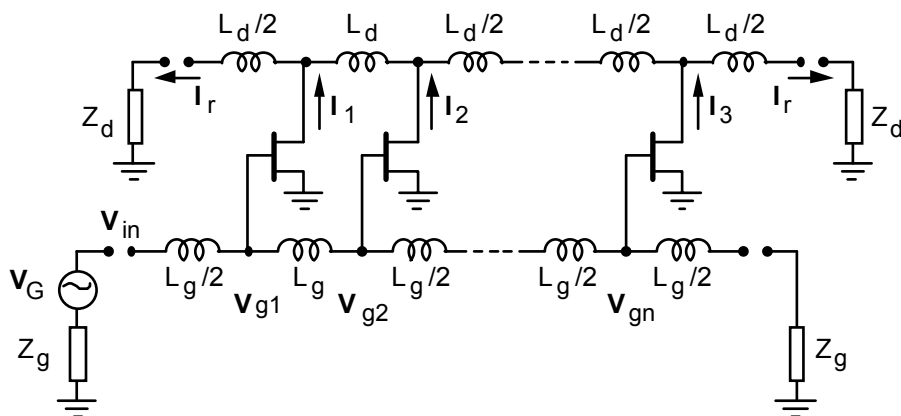 L_d/2 L_d L_d/2 L_d/2 L_d/2
I_r I_1 I_2 I_3 I_r
Z_d Z_d
V_in
L_g/2 L_g L_g/2 L_g/2 L_g/2
V_G V_g1 V_g2 V_gn
Z_g Z_g